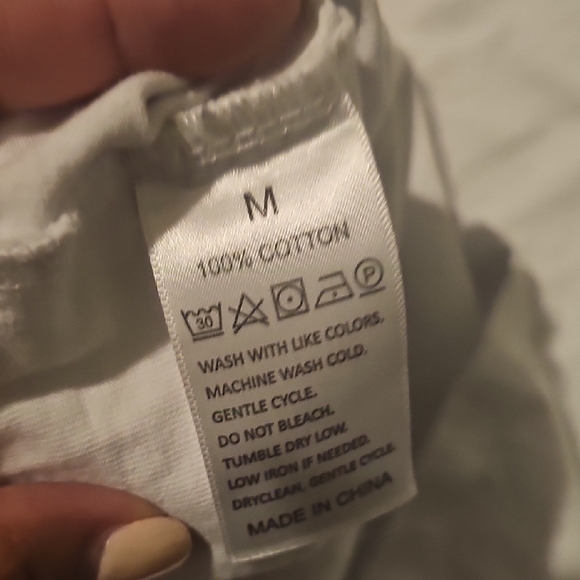 M
100% COTTON
30 P
WASH WITH LIKE COLORS.
MACHINE WASH COLD.
GENTLE CYCLE.
DO NOT BLEACH.
TUMBLE DRY LOW.
LOW IRON IF NEEDED.
DRYCLEAN, GENTLE CYCLE.
MADE IN CHINA